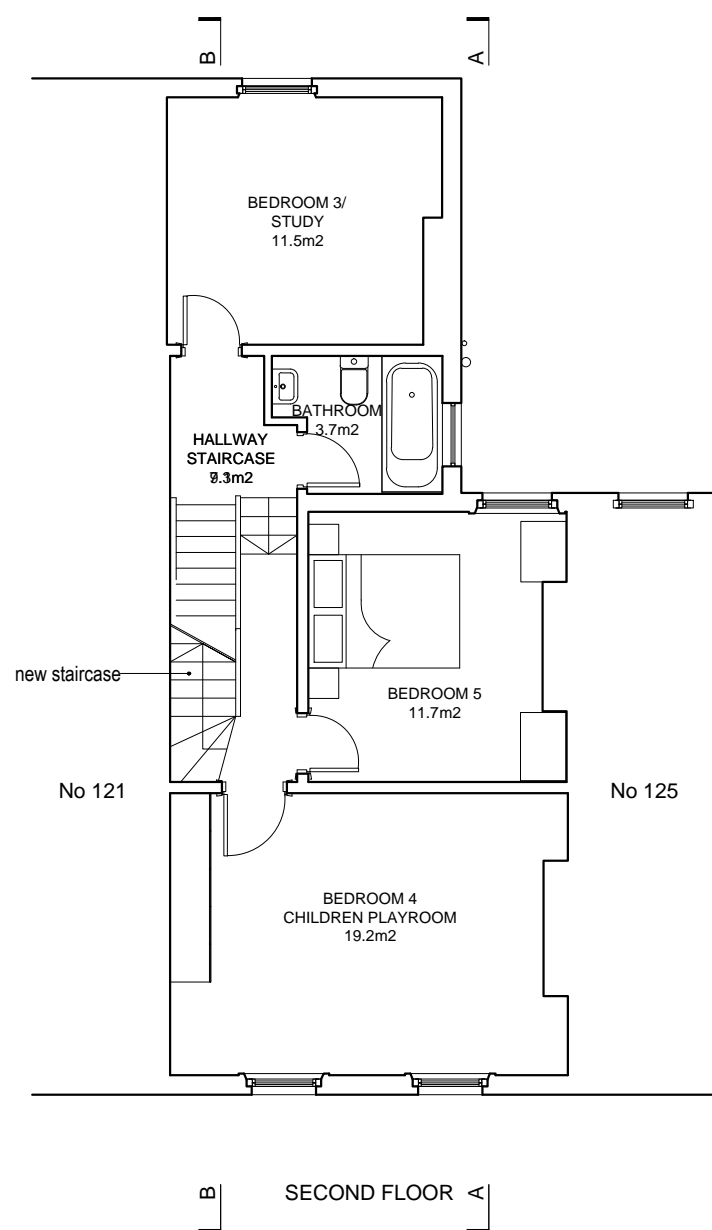 B
A
BEDROOM 3/
STUDY
11.5m2
BATHROOM
3.7m2
HALLWAY
STAIRCASE
new staircase
BEDROOM 5
11.7m2
No 121
No 125
BEDROOM 4
CHILDREN PLAYROOM
19.2m2
B
SECOND FLOOR
A